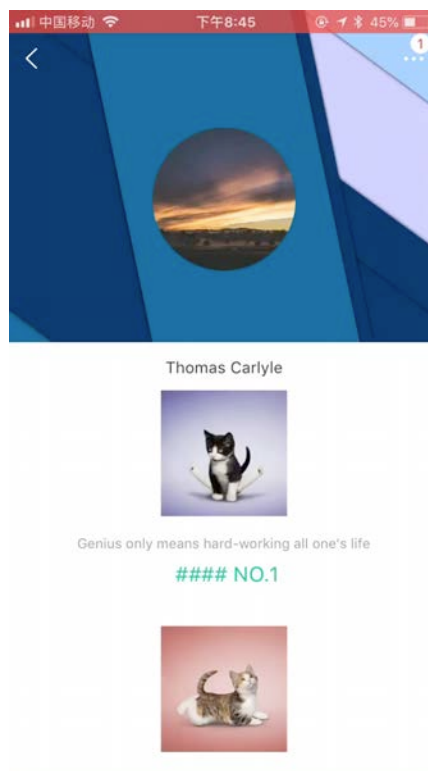 中国移动 下午8:45 45%
1
Thomas Carlyle
Genius only means hard-working all one's life
#### NO.1